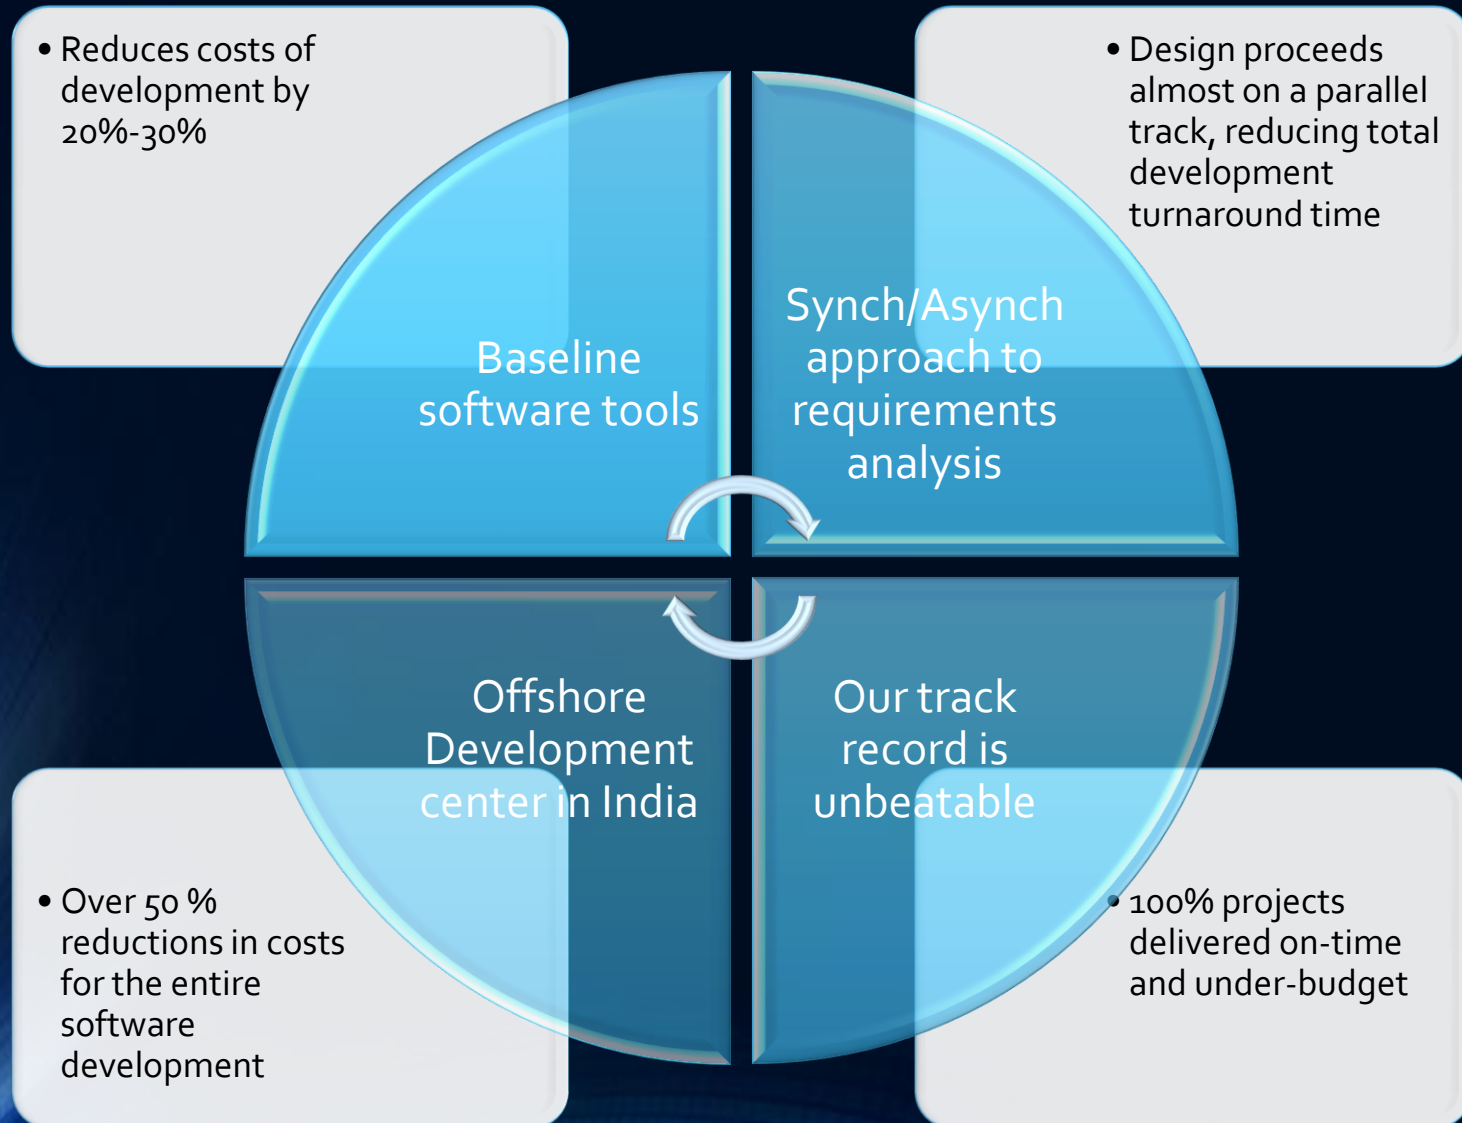 • Reduces costs of
development by
20%-30%
• Design proceeds
almost on a parallel
track, reducing total
development
turnaround time
Baseline
software tools
Synch/Asynch
approach to
requirements
analysis
Offshore
Development
center in India
Our track
record is
unbeatable
• Over 50 %
reductions in costs
for the entire
software
development
• 100% projects
delivered on-time
and under-budget